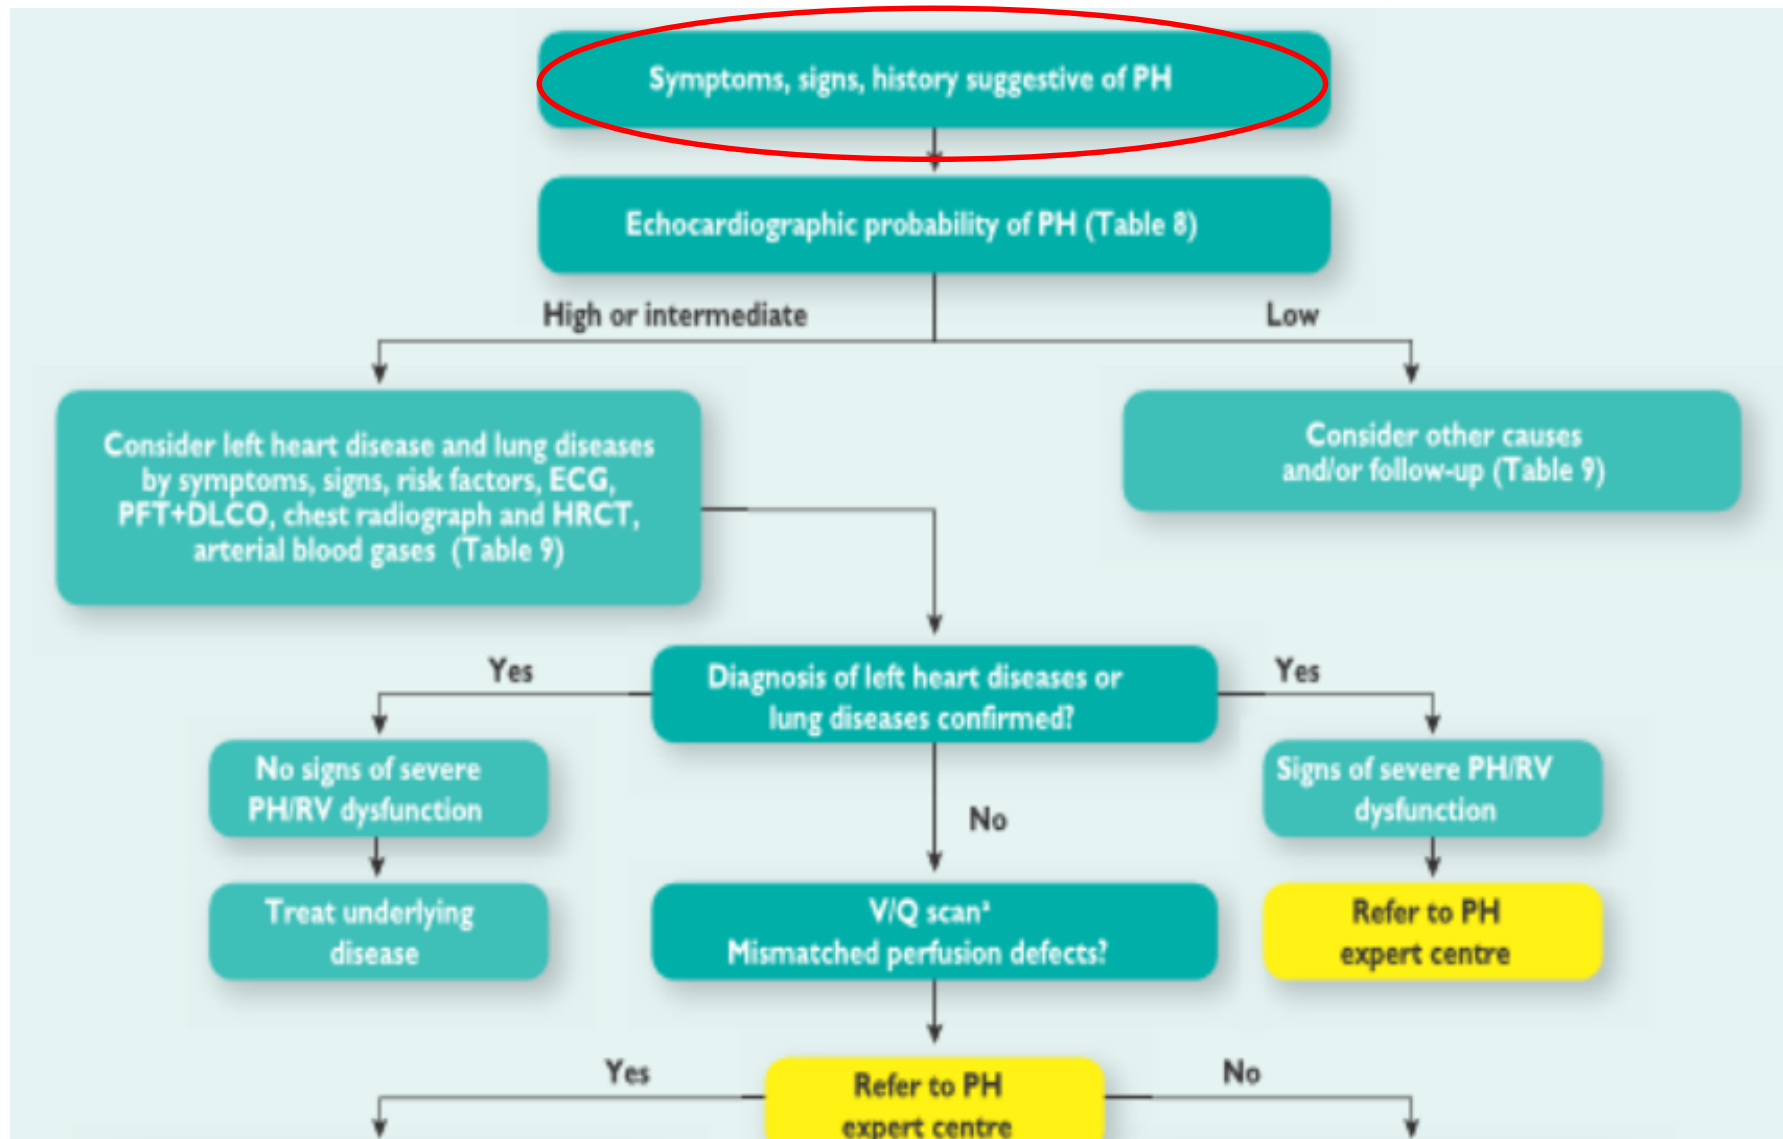 Symptoms, signs, history suggestive of PH
Echocardiographic probability of PH (Table 8)
High or intermediate
Low
Consider left heart disease and lung diseases
by symptoms, signs, risk factors, ECG,
PFT+DLCO, chest radiograph and HRCT,
arterial blood gases (Table 9)
Consider other causes
and/or follow-up (Table 9)
Yes
Diagnosis of left heart diseases or
lung diseases confirmed?
Yes
No signs of severe
PH/RV dysfunction
Signs of severe PH/RV
dysfunction
No
Treat underlying
disease
V/Q scanª
Mismatched perfusion defects?
Refer to PH
expert centre
Yes
Refer to PH
expert centre
No